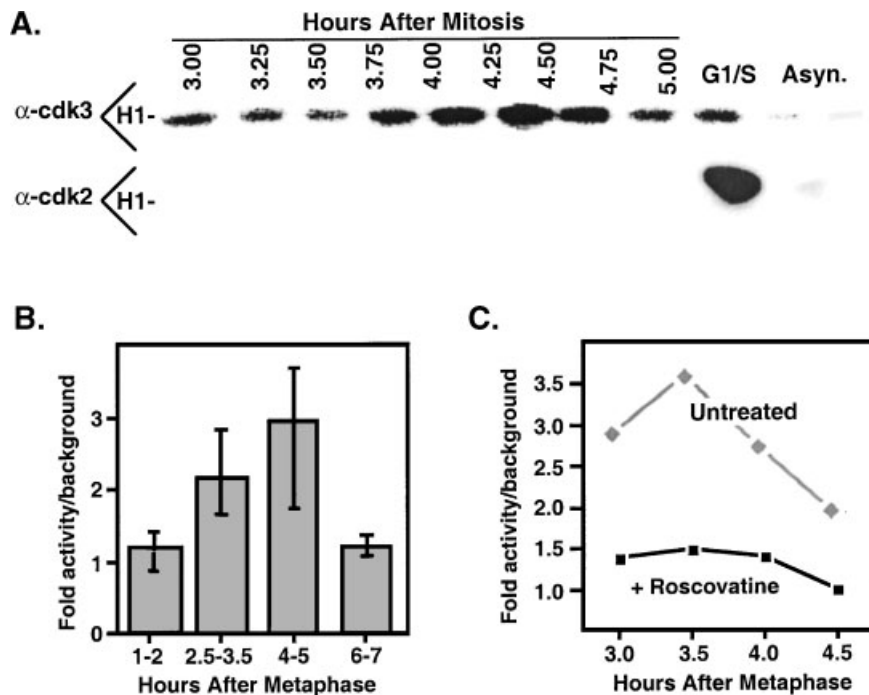 A.
Hours After Mitosis
3.00 3.25 3.50 3.75 4.00 4.25 4.50 4.75 5.00 G1/S Asyn.
α-cdk3 H1-
α-cdk2 H1-
B.
Fold activity/background
3
2
1
0
1-2 2.5-3.5 4-5 6-7
Hours After Metaphase
C.
Fold activity/background
3.5
3.0
2.5
2.0
1.5
1.0
Untreated
+ Roscovatine
3.0 3.5 4.0 4.5
Hours After Metaphase